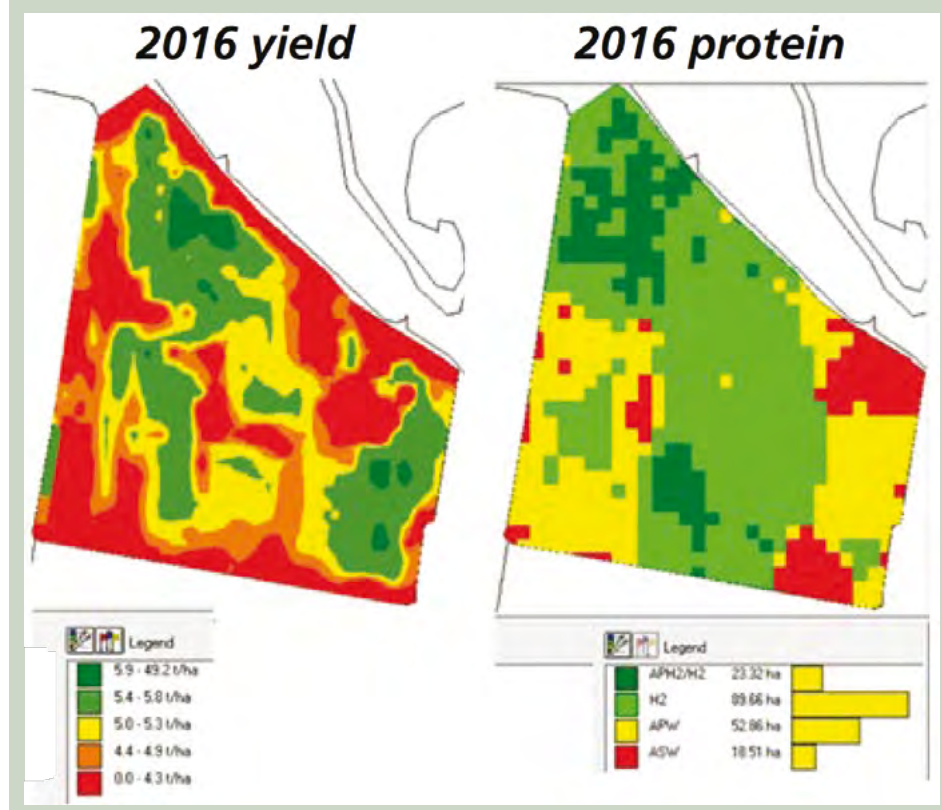 2016 yield
2016 protein
Legend
5.9 - 49.2 t/ha
5.4 - 5.8 t/ha
5.0 - 5.3 t/ha
4.4 - 4.9 t/ha
0.0 - 4.3 t/ha
Legend
APH2/H2 23.32 ha
H2 89.66 ha
APW 52.86 ha
ASW 18.51 ha